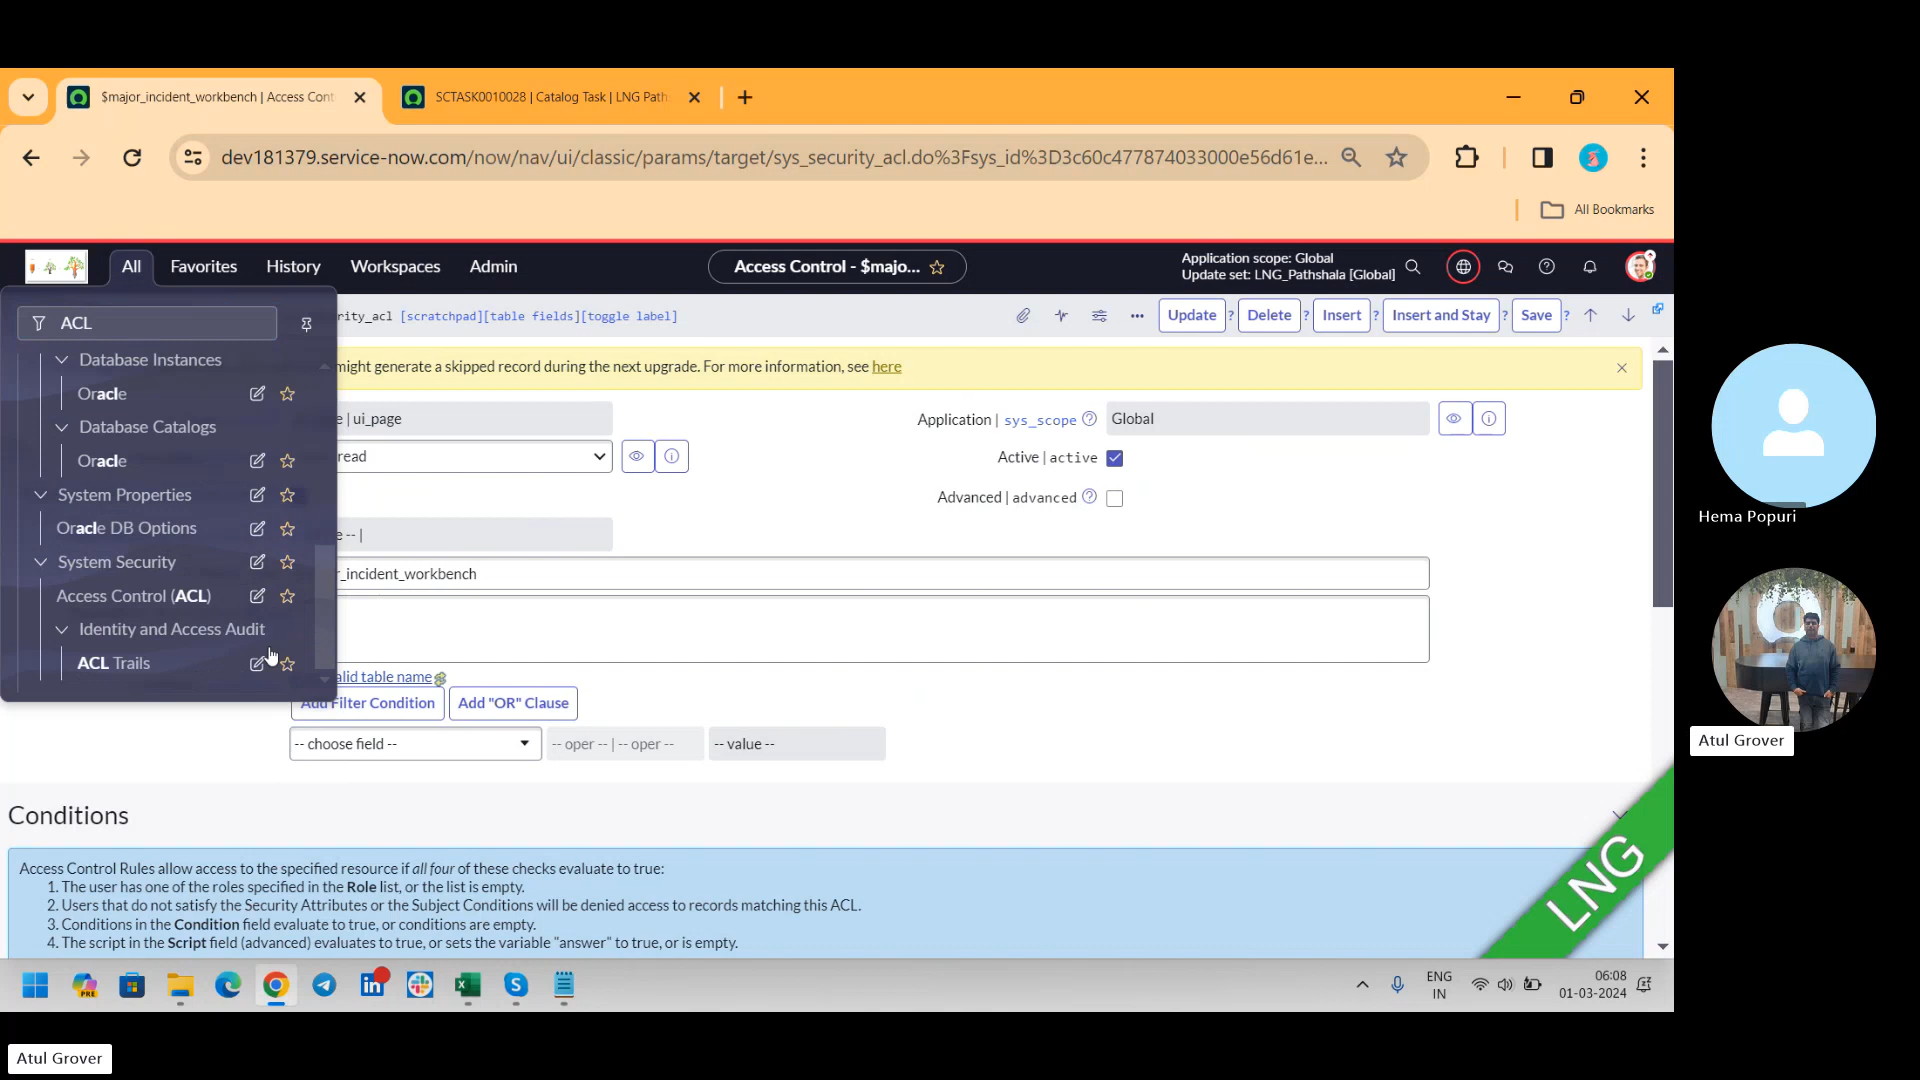 $major_incident_workbench | Access Cont
SCTASK0010028 | Catalog Task | LNG Path
dev181379.service-now.com/now/nav/ui/classic/params/target/sys_security_acl.do%3Fsys_id%3D3c60c477874033000e56d61e...
All Bookmarks
All
Favorites
History
Workspaces
Admin
Access Control - $majo...
Application scope: Global
Update set: LNG_Pathshala [Global]
ACL
Database Instances
Oracle
Database Catalogs
Oracle
System Properties
Oracle DB Options
System Security
Access Control (ACL)
Identity and Access Audit
ACL Trails
rity_acl [scratchpad][table fields][toggle label]
Update
?
Delete
?
Insert
?
Insert and Stay
?
Save
?
might generate a skipped record during the next upgrade. For more information, see here
e | ui_page
Application | sys_scope
Global
read
Active | active
Advanced | advanced
e -- |
r_incident_workbench
alid table name
Add Filter Condition
Add "OR" Clause
-- choose field --
-- oper -- | -- oper --
-- value --
Conditions
Access Control Rules allow access to the specified resource if all four of these checks evaluate to true:
1. The user has one of the roles specified in the Role list, or the list is empty.
2. Users that do not satisfy the Security Attributes or the Subject Conditions will be denied access to records matching this ACL.
3. Conditions in the Condition field evaluate to true, or conditions are empty.
4. The script in the Script field (advanced) evaluates to true, or sets the variable "answer" to true, or is empty.
LNG
PRE
ENG
IN
06:08
01-03-2024
Hema Popuri
Atul Grover
Atul Grover